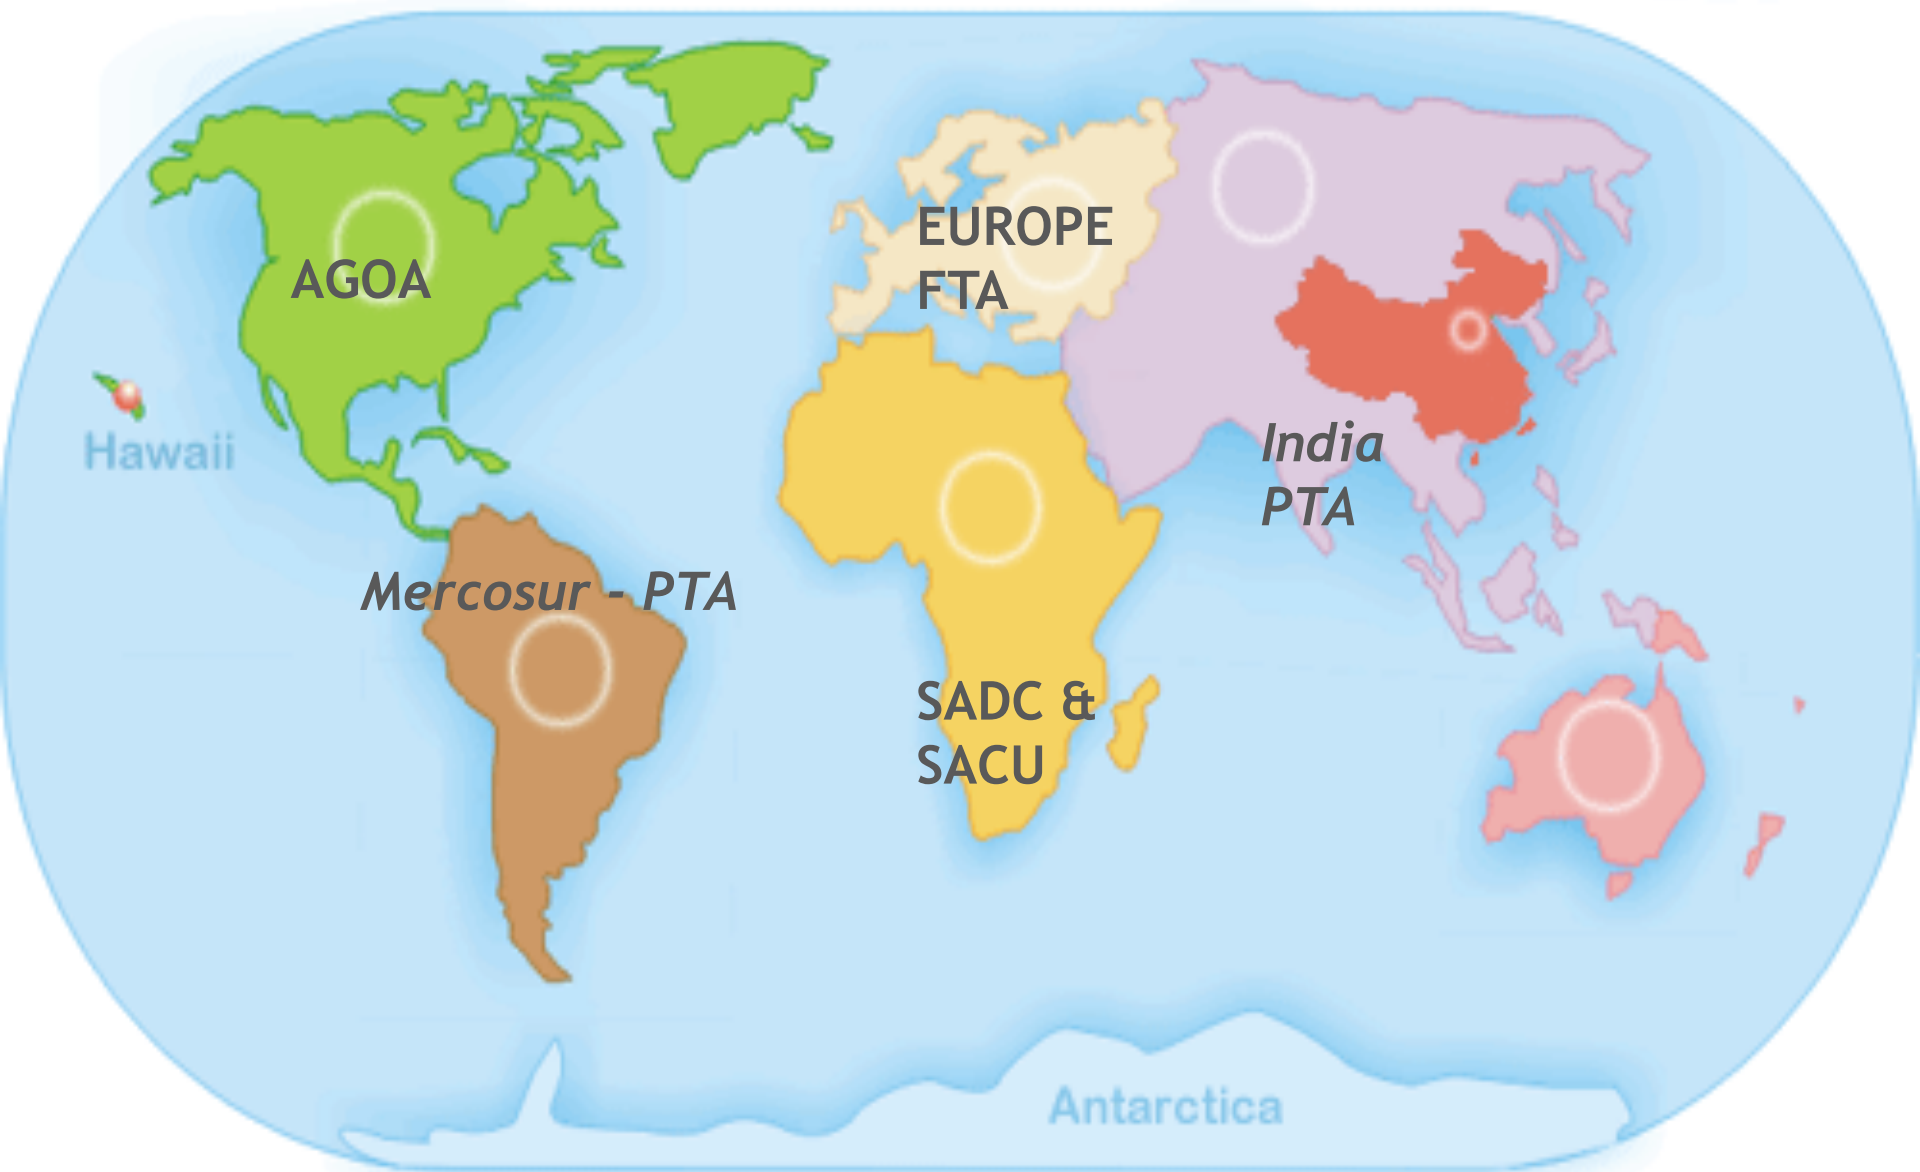 EUROPE
FTA
AGOA
Hawaii
India
PTA
Mercosur - PTA
SADC &
SACU
Antarctica